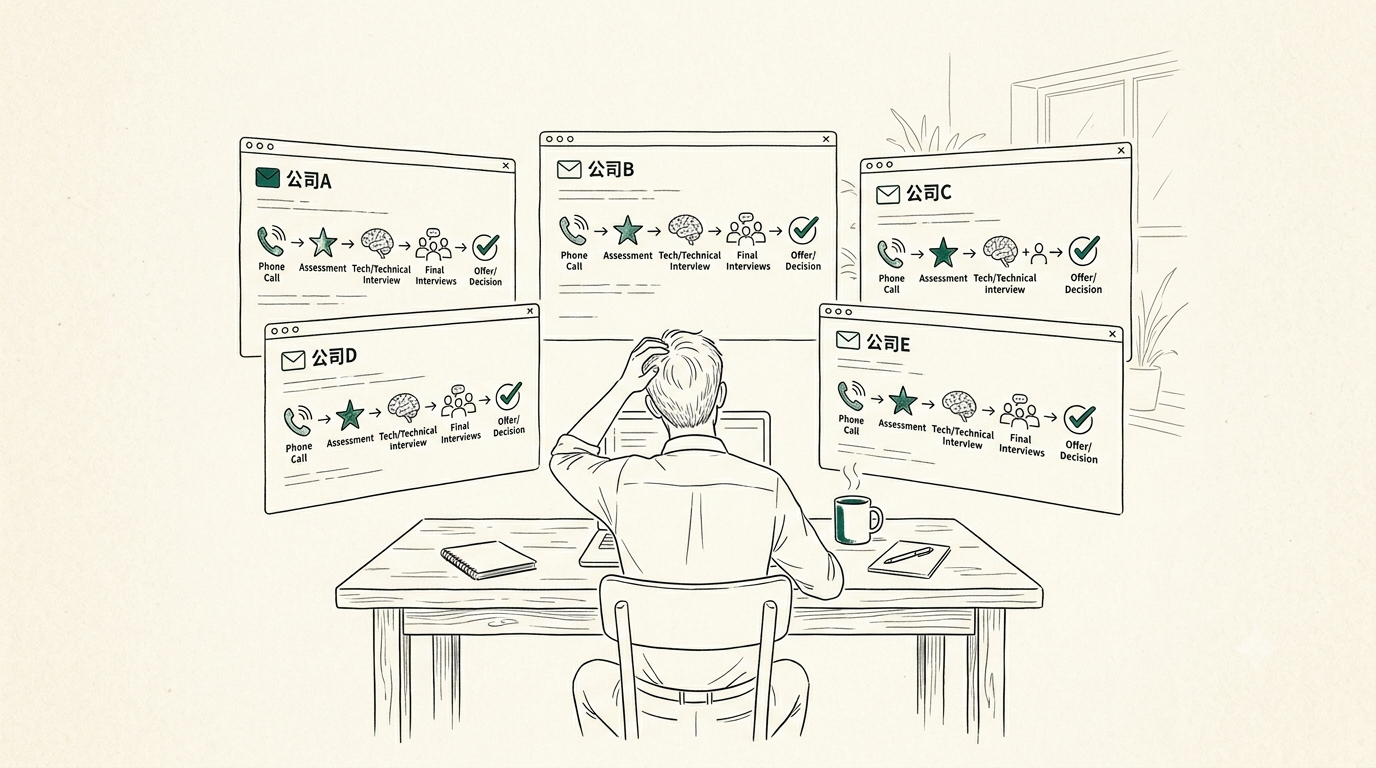 公司A
Phone
Call
Assessment
Tech/Technical
Interview
Final
Interviews
Offer/
Decision
公司B
Phone
Call
Assessment
Tech/Technical
Interview
Final
Interviews
Offer/
Decision
公司C
Phone
Call
Assessment
Tech/Technical
Interview
Offer/
Decision
公司D
Phone
Call
Assessment
Tech/Technical
Interview
Final
Interviews
Offer/
Decision
公司E
Phone
Call
Assessment
Tech/Technical
Interview
Final
Interviews
Offer/
Decision